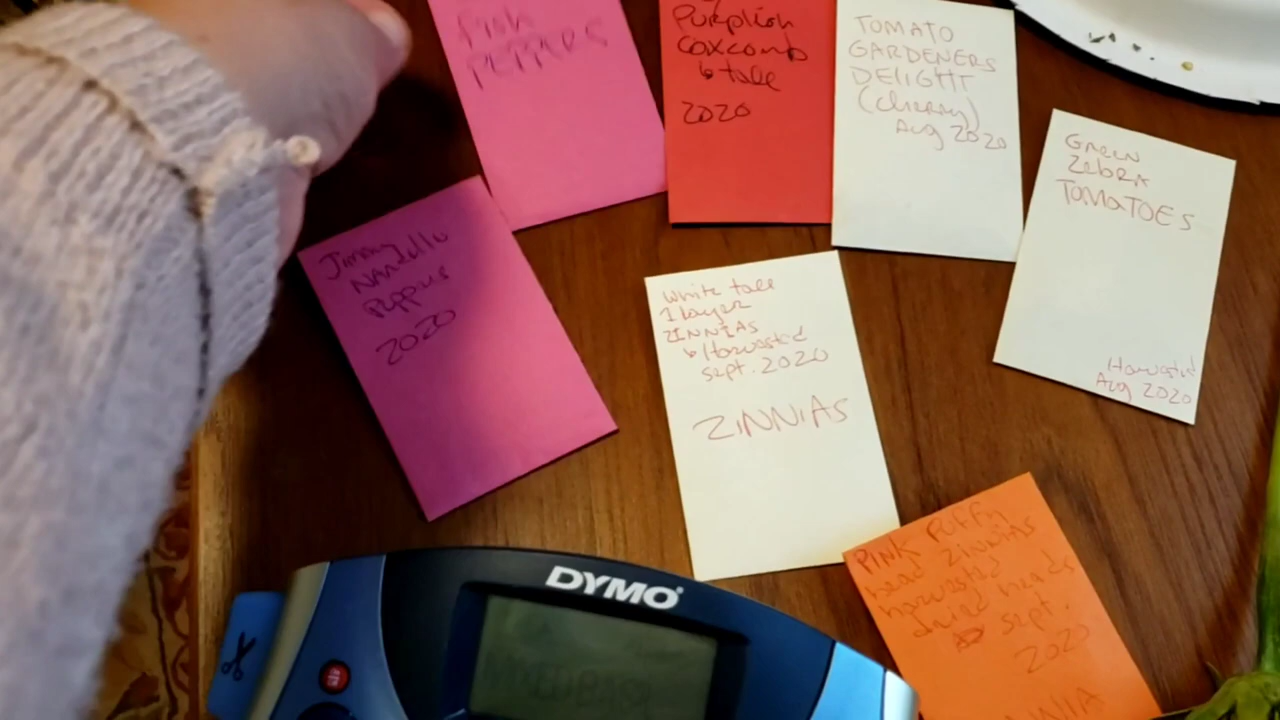 Fish
PEPPERS
Purplish
coxcomb
↳ tall
2020
TOMATO
GARDENERS
DELIGHT
(cherry)
Aug 2020
GREEN
ZEBRA
TOMATOES
Harvested
Aug 2020
Jimmy
NARdello
Peppers
2020
White tall
1 layer
ZINNIAS
↳ Harvested
sept. 2020
ZINNIAS
PINK PUFFY
head ZINNIAS
harvested
dried heads
sept.
2020
DYMO